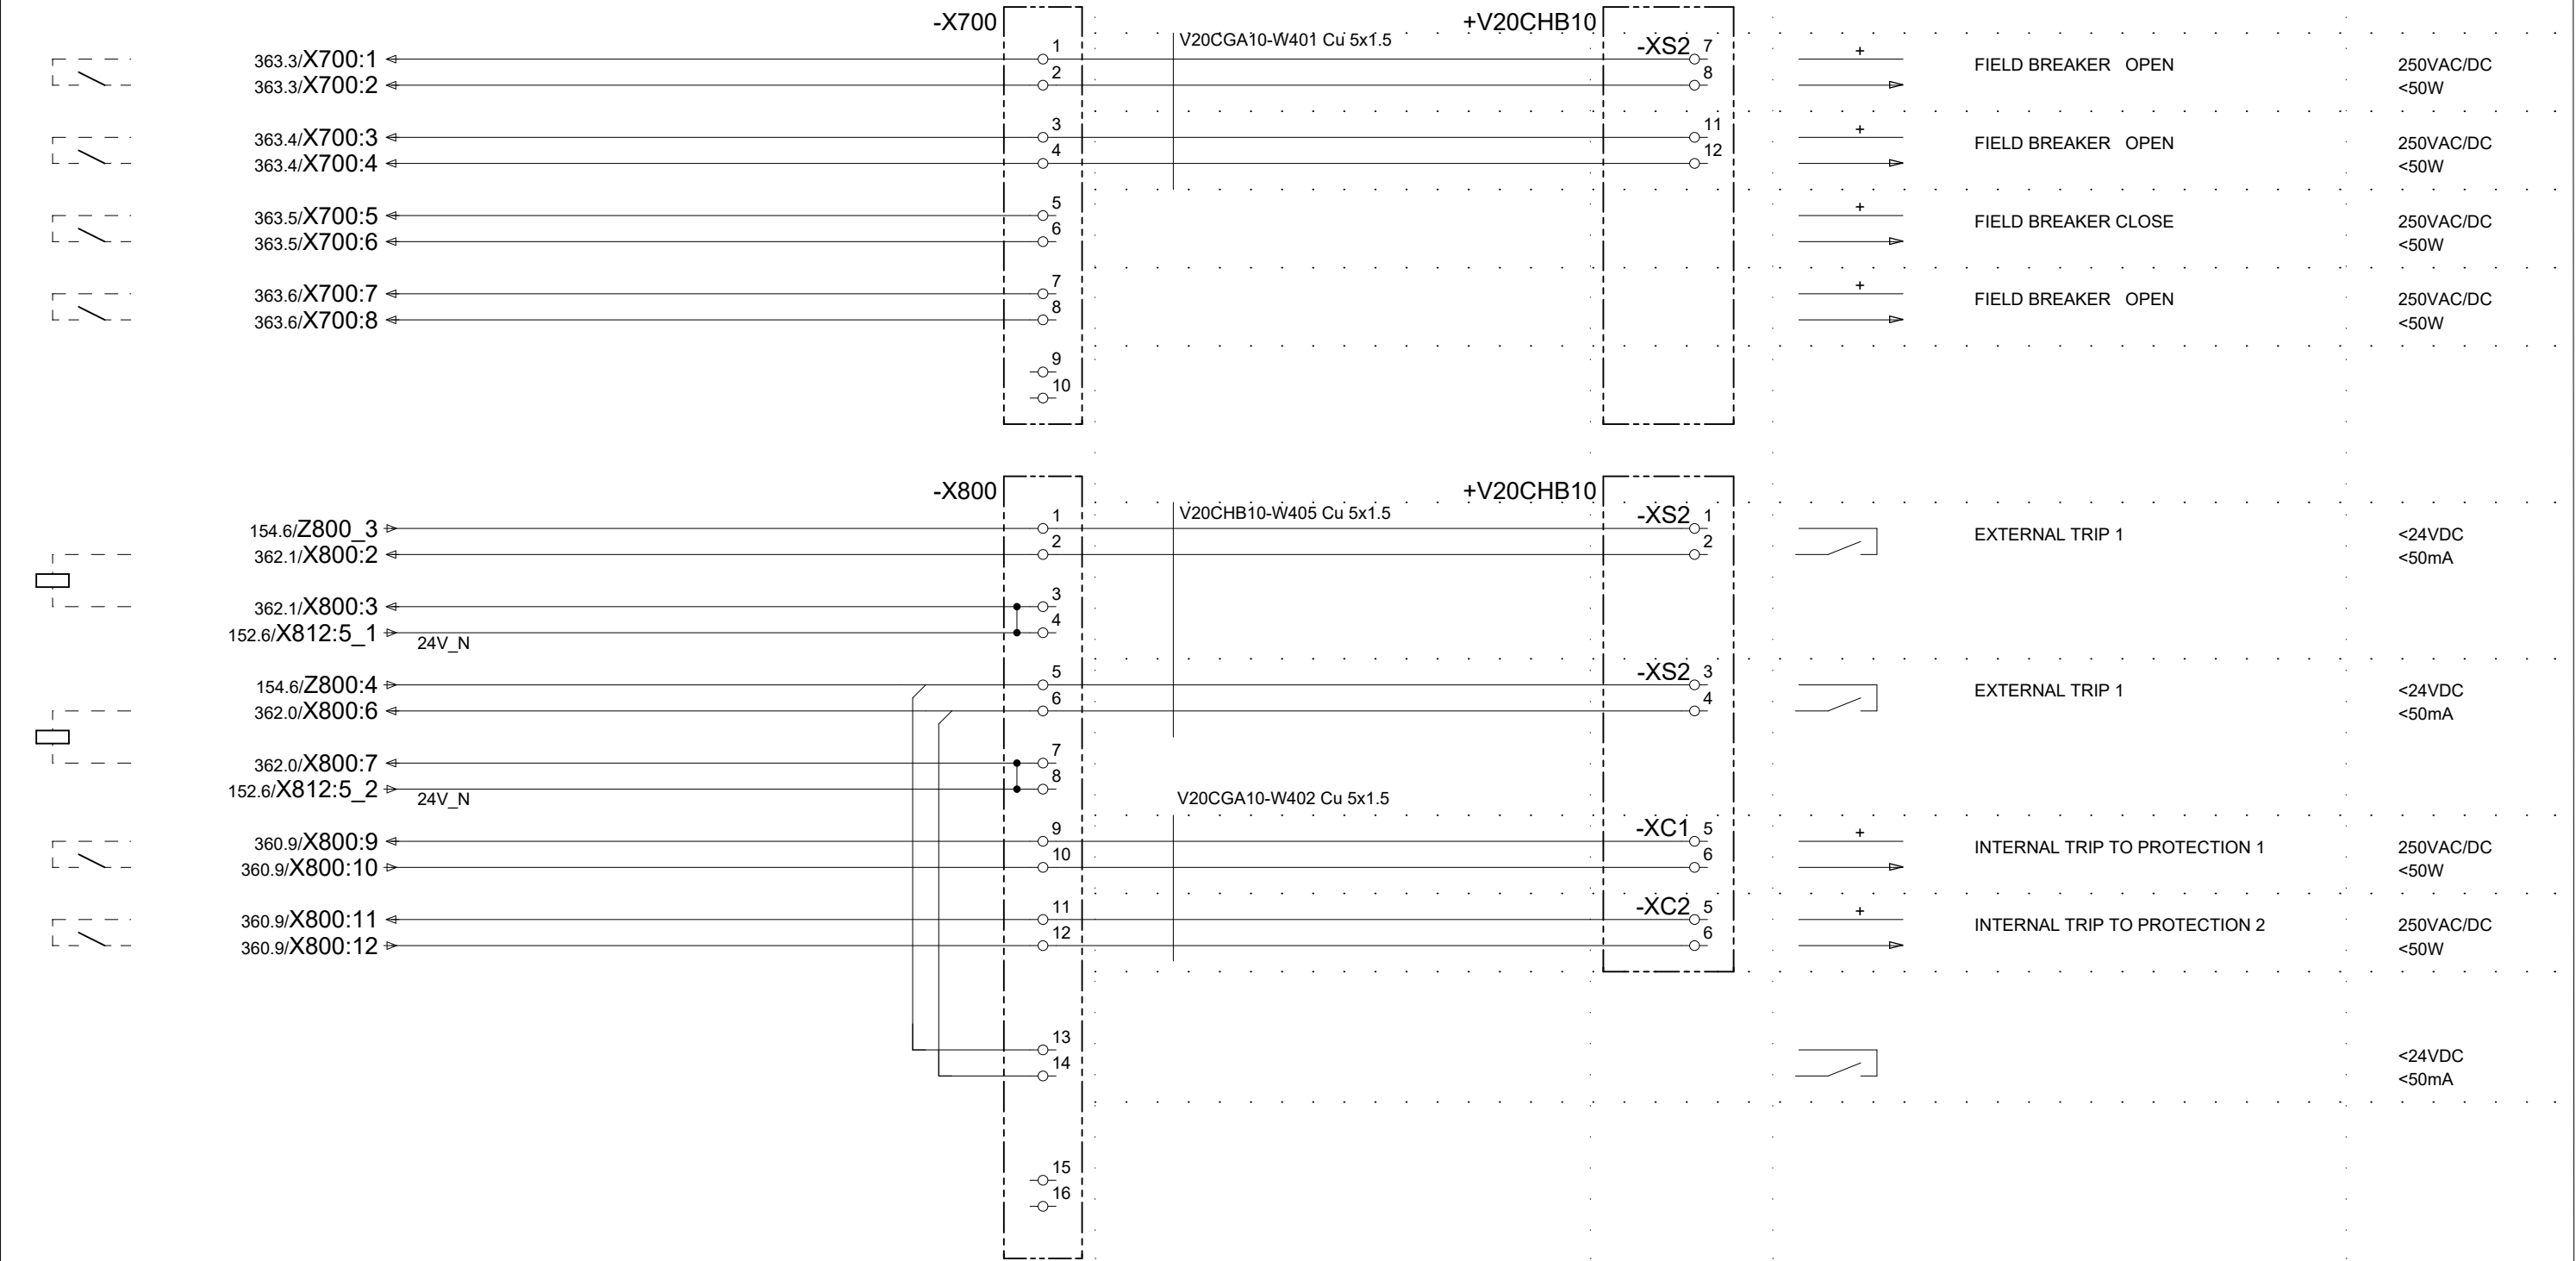 -X700 +V20CHB10
V20CGA10-W401 Cu 5x1.5
363.3/X700:1 1 -XS2 7 + FIELD BREAKER OPEN 250VAC/DC
363.3/X700:2 2 8 <50W
363.4/X700:3 3 11 + FIELD BREAKER OPEN 250VAC/DC
363.4/X700:4 4 12 <50W
363.5/X700:5 5 + FIELD BREAKER CLOSE 250VAC/DC
363.5/X700:6 6 <50W
363.6/X700:7 7 + FIELD BREAKER OPEN 250VAC/DC
363.6/X700:8 8 <50W
9
10
-X800 +V20CHB10
V20CHB10-W405 Cu 5x1.5
154.6/Z800_3 1 -XS2 1 EXTERNAL TRIP 1 <24VDC
362.1/X800:2 2 2 <50mA
362.1/X800:3 3
152.6/X812:5_1 24V_N 4
154.6/Z800:4 5 -XS2 3 EXTERNAL TRIP 1 <24VDC
362.0/X800:6 6 4 <50mA
362.0/X800:7 7
152.6/X812:5_2 24V_N 8
V20CGA10-W402 Cu 5x1.5
360.9/X800:9 9 -XC1 5 + INTERNAL TRIP TO PROTECTION 1 250VAC/DC
360.9/X800:10 10 6 <50W
360.9/X800:11 11 -XC2 5 + INTERNAL TRIP TO PROTECTION 2 250VAC/DC
360.9/X800:12 12 6 <50W
13 <24VDC
14 <50mA
15
16